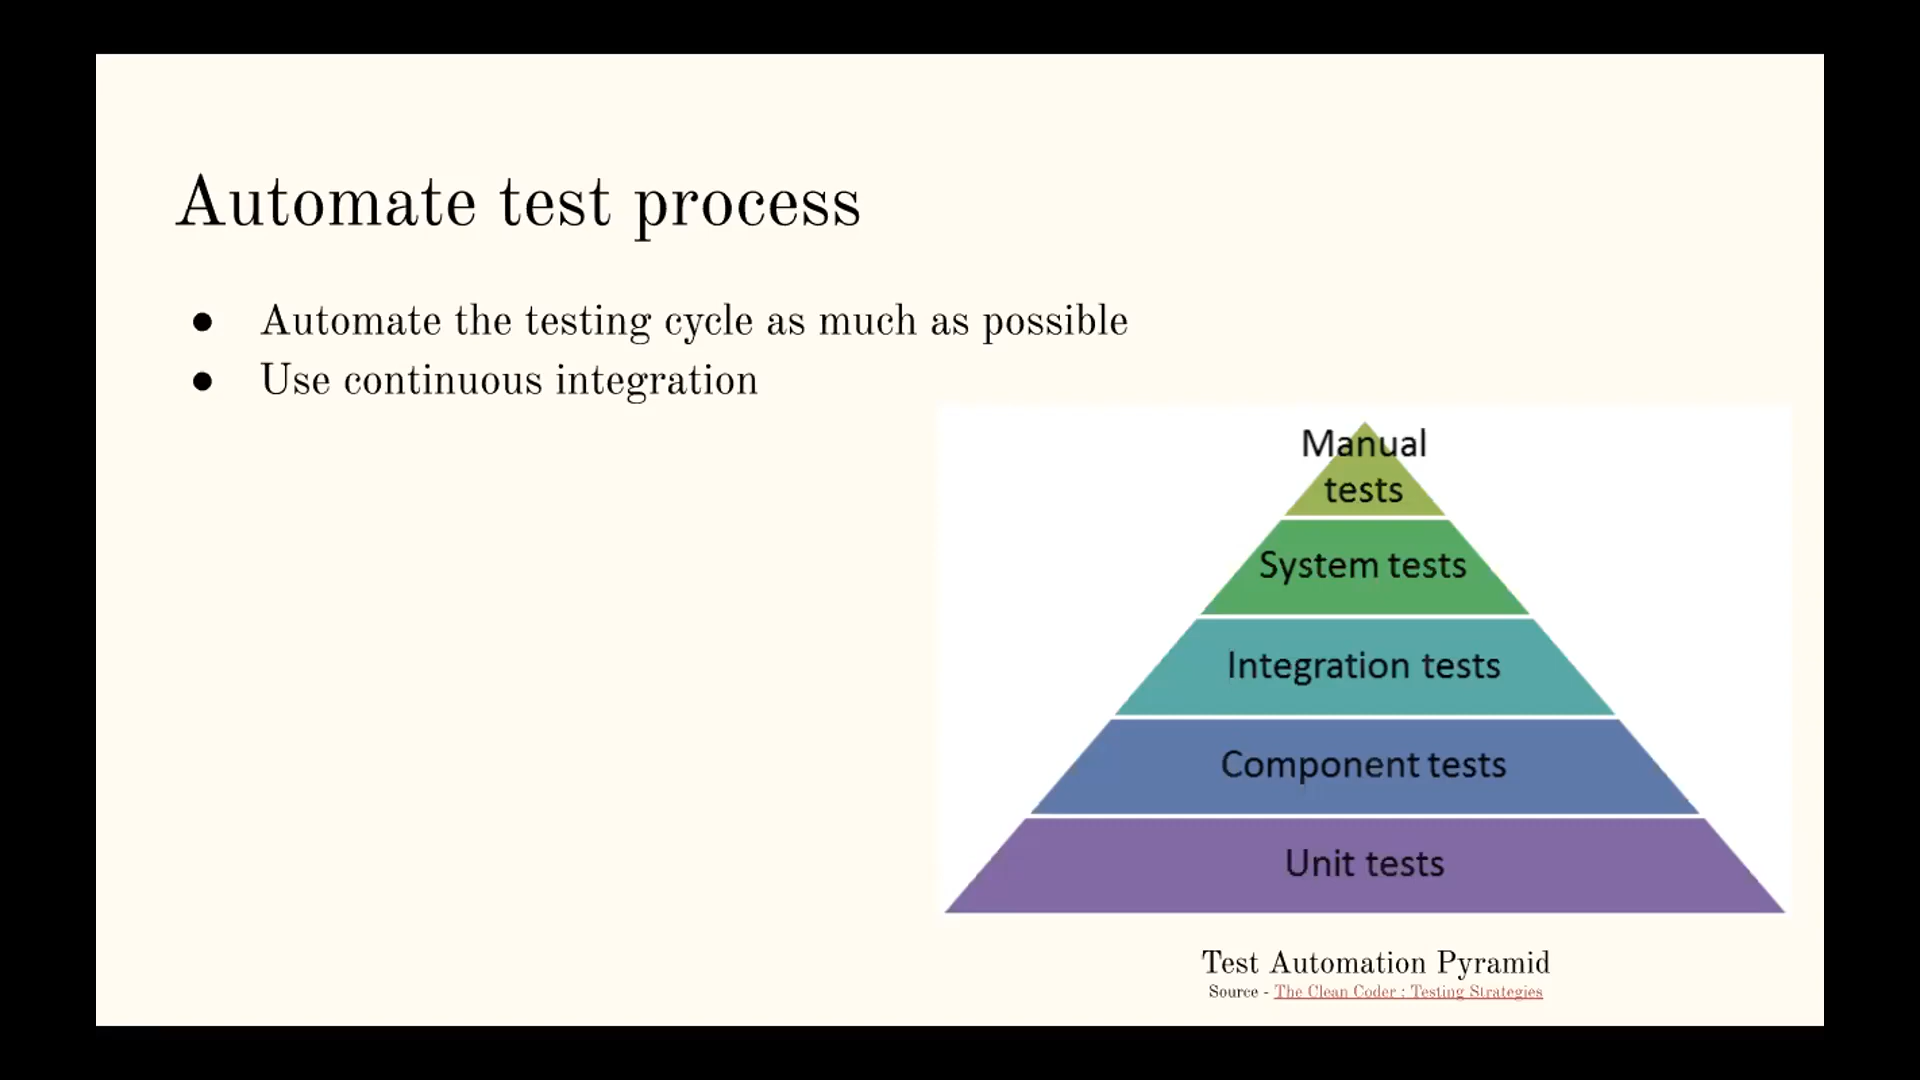 Automate test process
● Automate the testing cycle as much as possible
● Use continuous integration
Manual
tests
System tests
Integration tests
Component tests
Unit tests
Test Automation Pyramid
Source - The Clean Coder : Testing Strategies